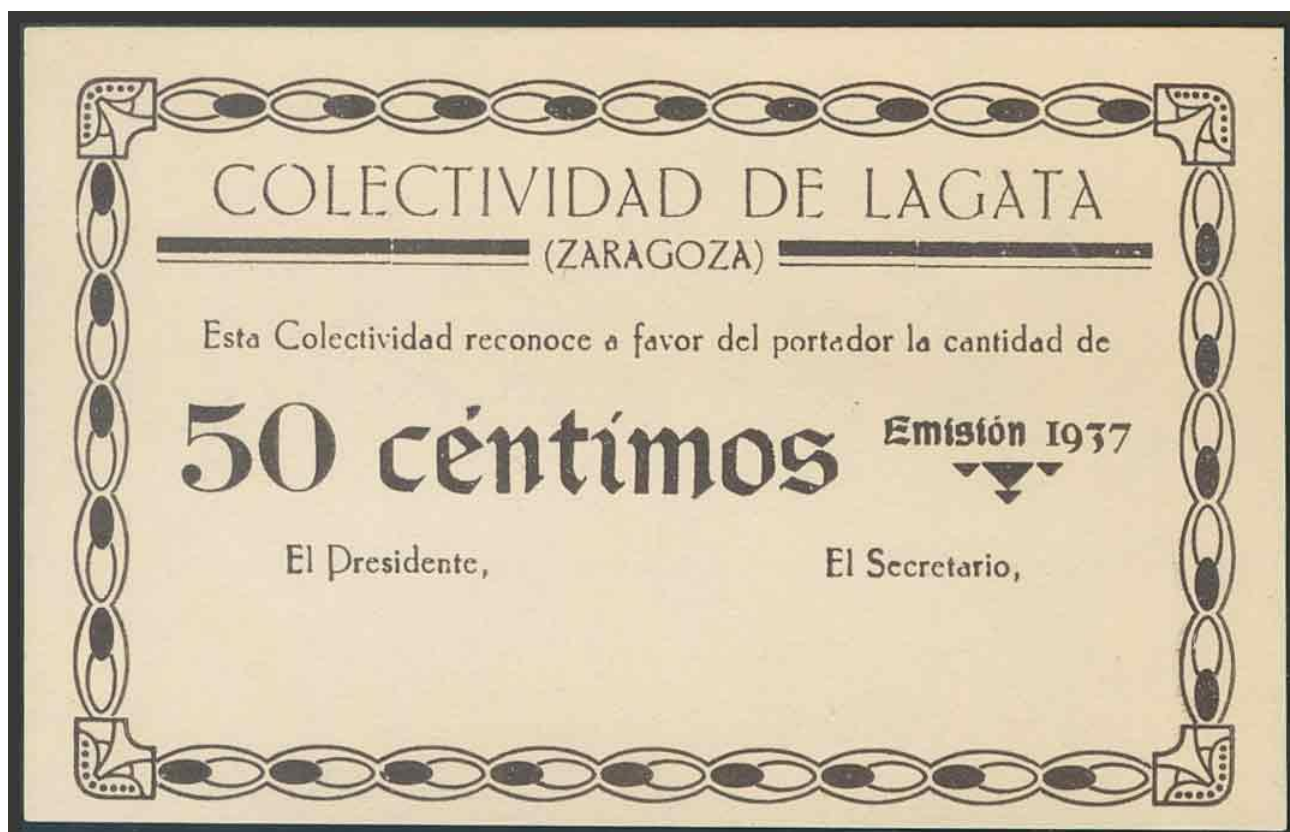 COLECTIVIDAD DE LAGATA
(ZARAGOZA)
Esta Colectividad reconoce a favor del portador la cantidad de
50 céntimos Emisión 1937
El Presidente, El Secretario,